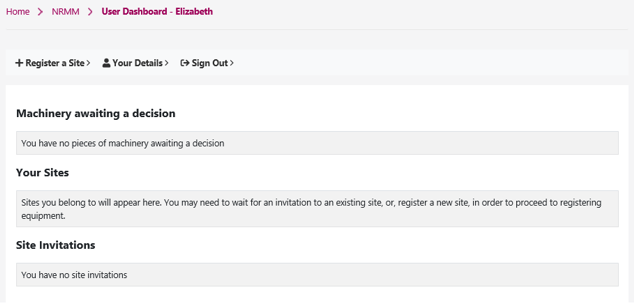 Home > NRMM > User Dashboard - Elizabeth
Register a Site > Your Details > Sign Out >
Machinery awaiting a decision
You have no pieces of machinery awaiting a decision
Your Sites
Sites you belong to will appear here. You may need to wait for an invitation to an existing site, or, register a new site, in order to proceed to registering
equipment.
Site Invitations
You have no site invitations